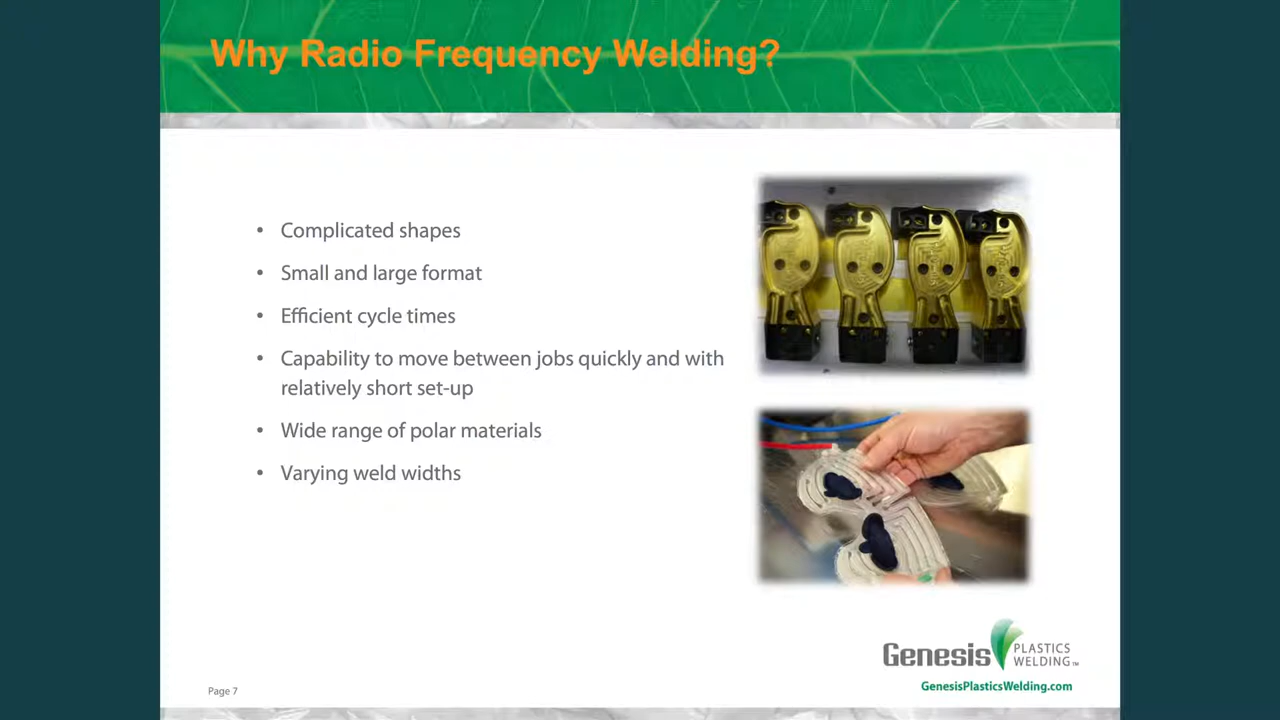 Why Radio Frequency Welding?
• Complicated shapes
• Small and large format
• Efficient cycle times
• Capability to move between jobs quickly and with
relatively short set-up
• Wide range of polar materials
• Varying weld widths
Genesis PLASTICS
WELDING™
GenesisPlasticsWelding.com
Page 7